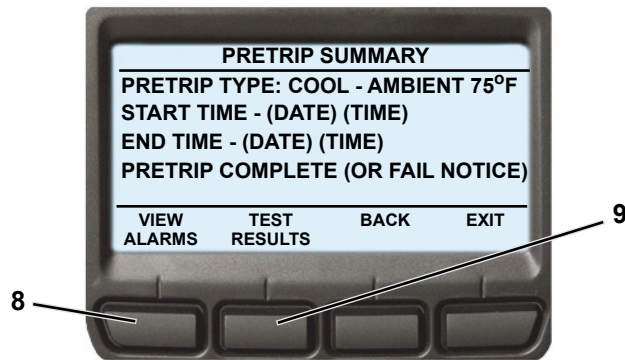 PRETRIP SUMMARY
PRETRIP TYPE: COOL - AMBIENT 75°F
START TIME - (DATE) (TIME)
END TIME - (DATE) (TIME)
PRETRIP COMPLETE (OR FAIL NOTICE)
VIEW ALARMS
TEST RESULTS
BACK
EXIT
8
9